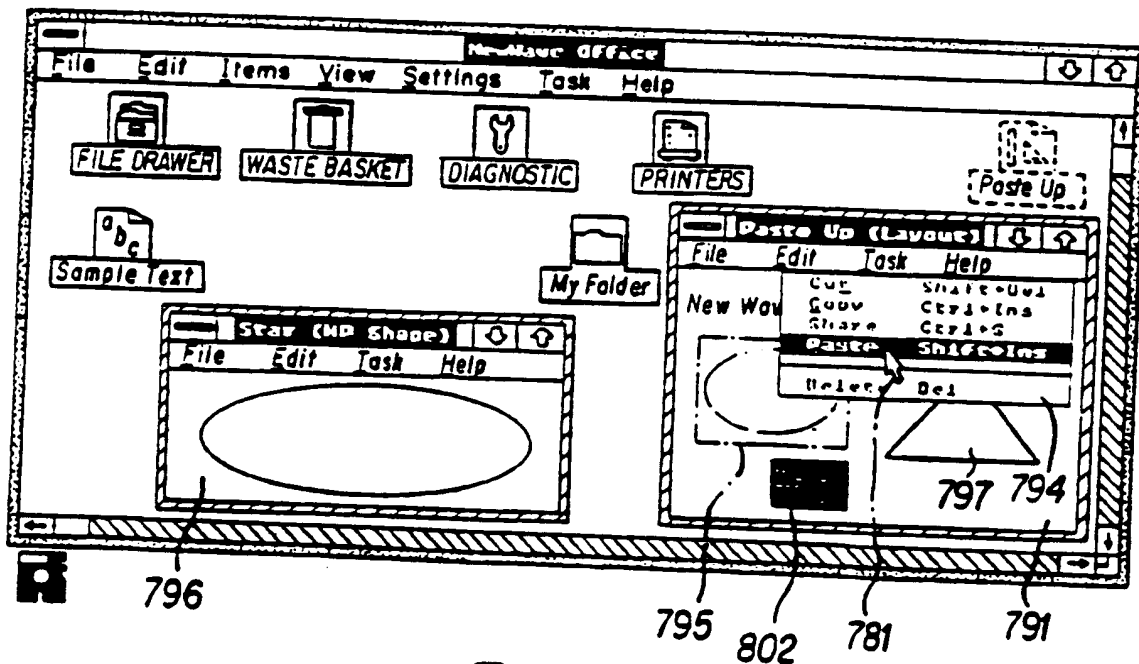 NewWave Office
File Edit Items View Settings Task Help
FILE DRAWER WASTE BASKET DIAGNOSTIC PRINTERS Paste Up
abc
Sample Text My Folder
Paste Up (Layout)
File Edit Task Help
Cut Shift+Del
Copy Ctrl+Ins
Share Ctrl+S
Paste Shift+Ins
Delete Del
New Wav
Star (HP Shape)
File Edit Task Help
797 794
796 795 802 781 791